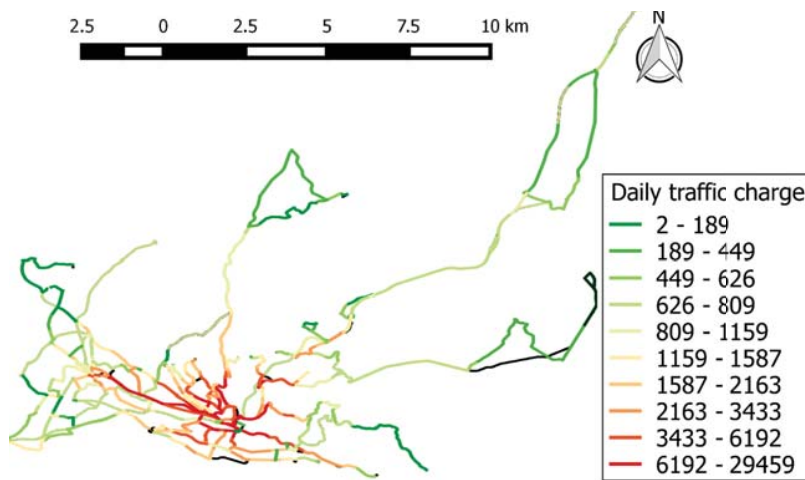 2.5 0 2.5 5 7.5 10 km
N
Daily traffic charge
2 - 189
189 - 449
449 - 626
626 - 809
809 - 1159
1159 - 1587
1587 - 2163
2163 - 3433
3433 - 6192
6192 - 29459